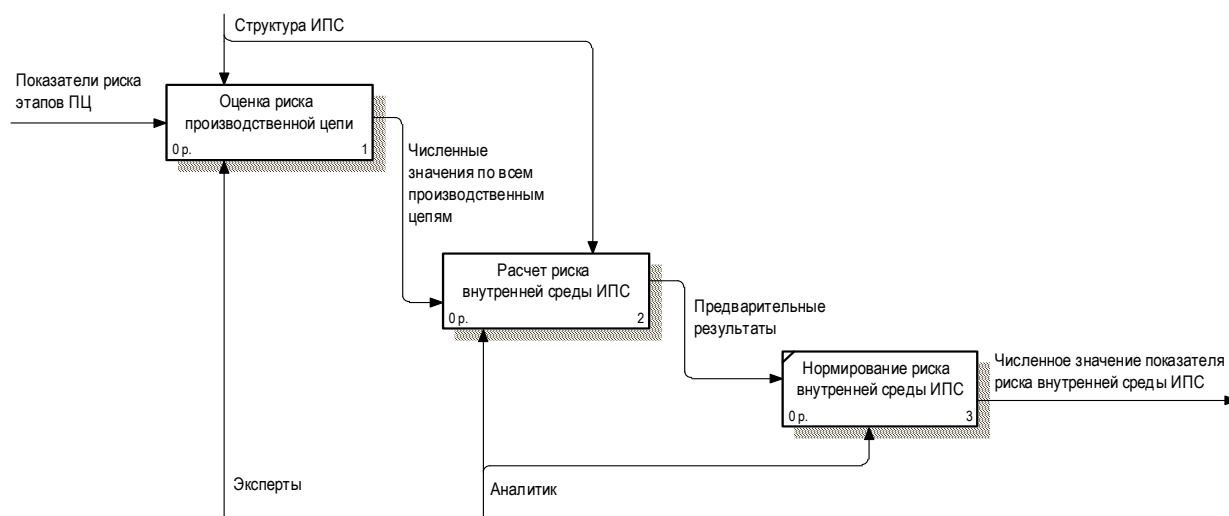 Структура ИПС
Показатели риска
этапов ПЦ
Оценка риска
производственной цепи
0 р. 1
Численные
значения по всем
производственным
цепям
Расчет риска
внутренней среды ИПС
0 р. 2
Предварительные
результаты
Нормирование риска
внутренней среды ИПС
0 р. 3
Численное значение показателя
риска внутренней среды ИПС
Эксперты
Аналитик